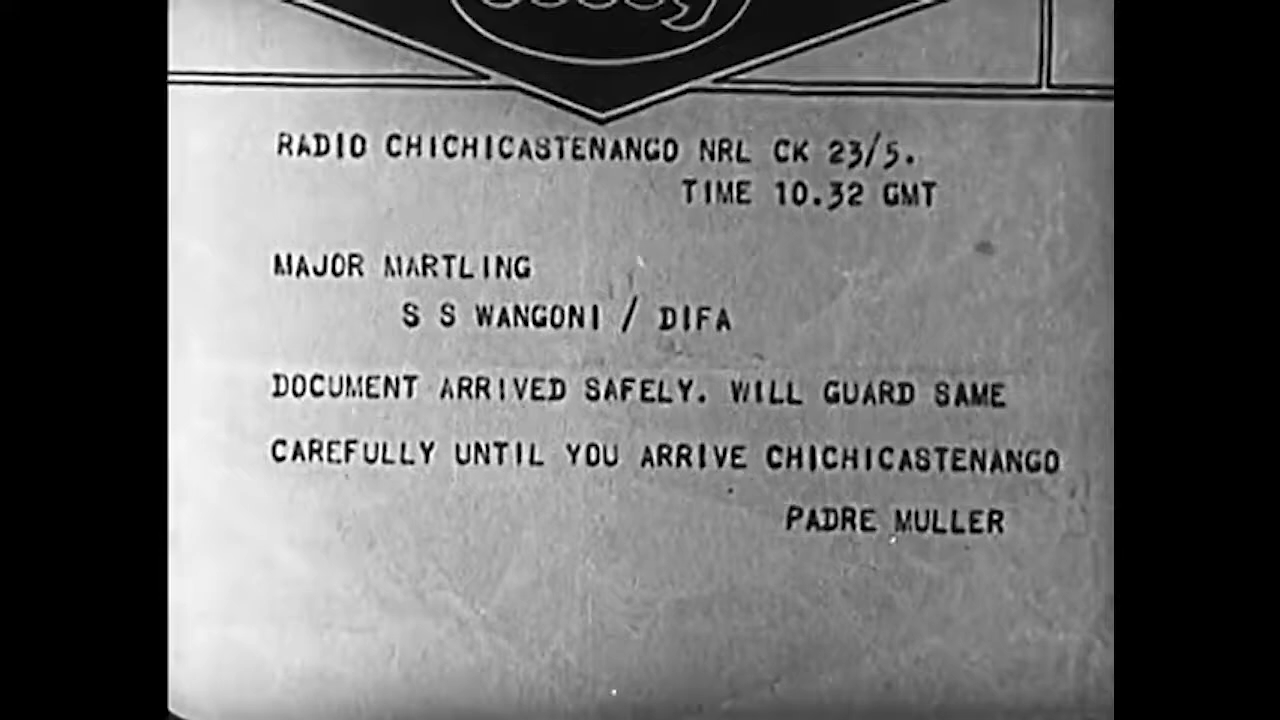 RADIO CHICHICASTENANGO NRL CK 23/5.
TIME 10.32 GMT
MAJOR MARTLING
S S WANGONI / DIFA
DOCUMENT ARRIVED SAFELY. WILL GUARD SAME
CAREFULLY UNTIL YOU ARRIVE CHICHICASTENANGO
PADRE MULLER